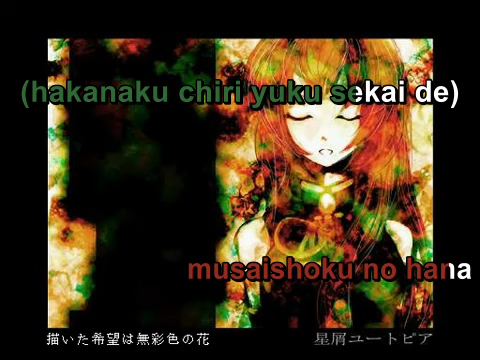 (hakanaku chiri yuku sekai de)
musaishoku no hana
描いた希望は無彩色の花
星屑ユートピア